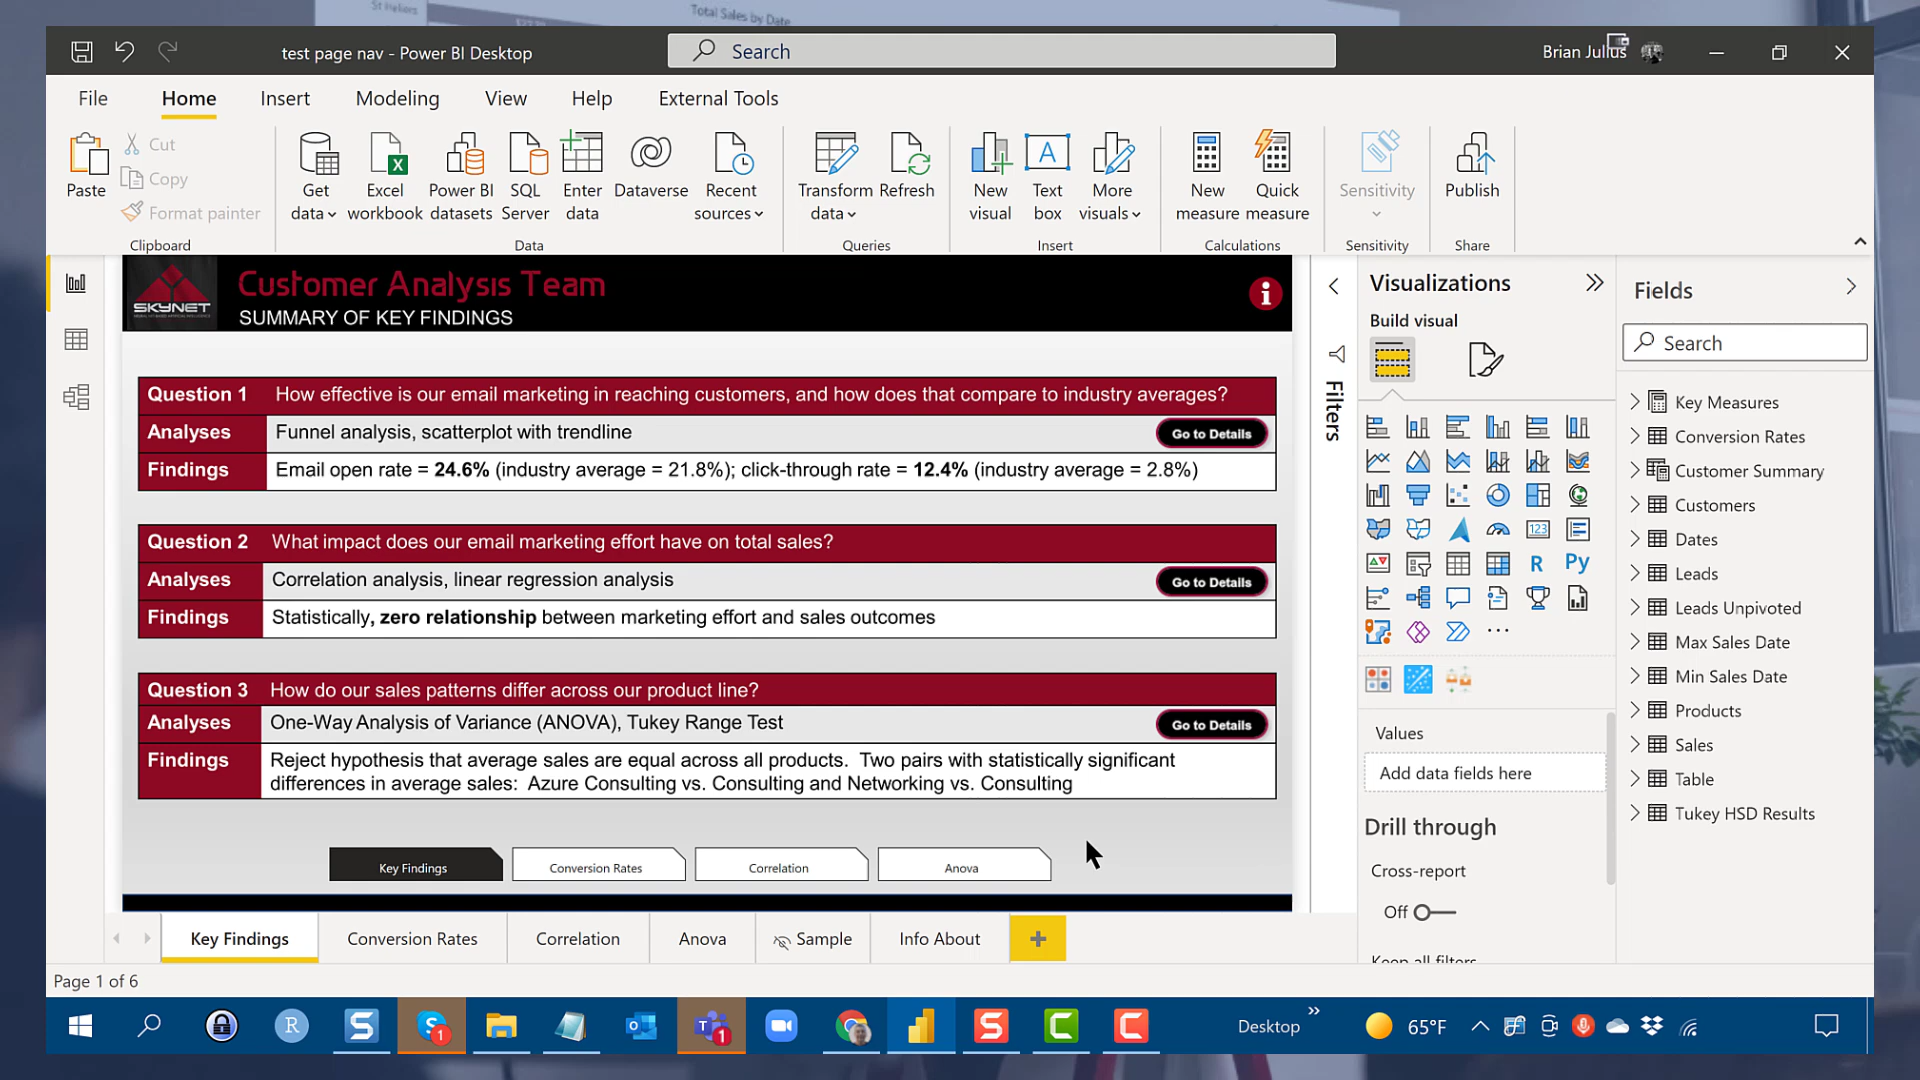 St Heliers
Total Sales by Date
test page nav - Power BI Desktop
Search
Brian Julius
File Home Insert Modeling View Help External Tools
Paste
Cut
Copy
Format painter
Clipboard
Get data
Excel workbook
Power BI datasets
SQL Server
Enter data
Dataverse
Recent sources
Data
Transform data
Refresh
Queries
New visual
Text box
More visuals
Insert
New measure
Quick measure
Calculations
Sensitivity
Sensitivity
Publish
Share
SKYNET
Customer Analysis Team
SUMMARY OF KEY FINDINGS
i
Question 1 How effective is our email marketing in reaching customers, and how does that compare to industry averages?
Analyses Funnel analysis, scatterplot with trendline Go to Details
Findings Email open rate = 24.6% (industry average = 21.8%); click-through rate = 12.4% (industry average = 2.8%)
Question 2 What impact does our email marketing effort have on total sales?
Analyses Correlation analysis, linear regression analysis Go to Details
Findings Statistically, zero relationship between marketing effort and sales outcomes
Question 3 How do our sales patterns differ across our product line?
Analyses One-Way Analysis of Variance (ANOVA), Tukey Range Test Go to Details
Findings Reject hypothesis that average sales are equal across all products. Two pairs with statistically significant
differences in average sales: Azure Consulting vs. Consulting and Networking vs. Consulting
Key Findings Conversion Rates Correlation Anova
Filters
Visualizations
Build visual
123
R
Py
Values
Add data fields here
Drill through
Cross-report
Off
Keep all filters
Fields
Search
Key Measures
Conversion Rates
Customer Summary
Customers
Dates
Leads
Leads Unpivoted
Max Sales Date
Min Sales Date
Products
Sales
Table
Tukey HSD Results
Key Findings Conversion Rates Correlation Anova Sample Info About +
Page 1 of 6
Desktop
65°F